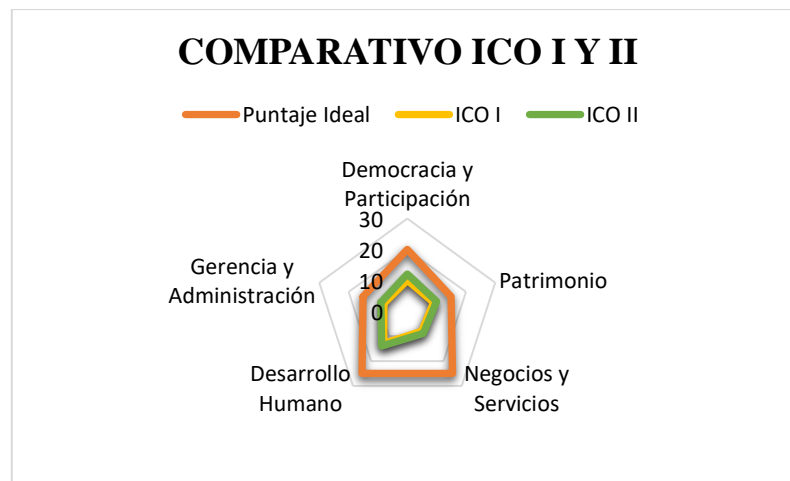 COMPARATIVO ICO I Y II
Puntaje Ideal ICO I ICO II
Democracia y
Participación
30
20
10
0
Patrimonio
Negocios y
Servicios
Desarrollo
Humano
Gerencia y
Administración